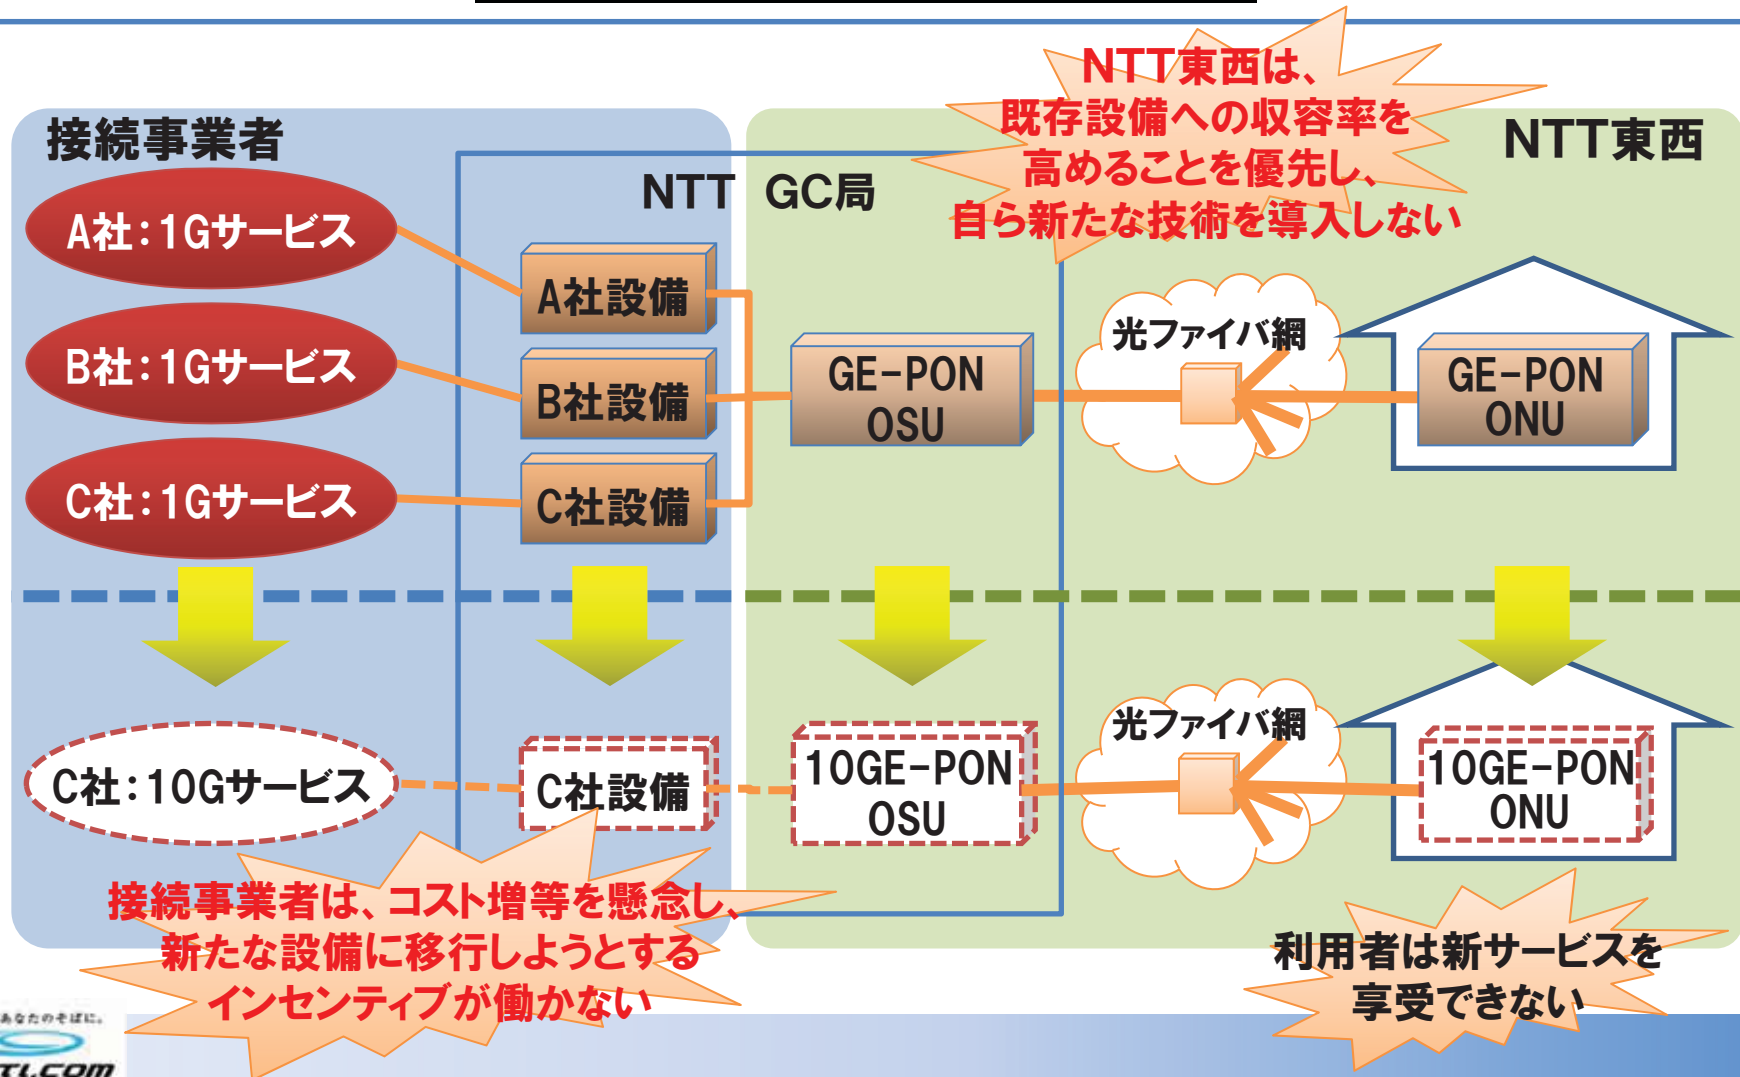 NTT東西は、
既存設備への収容率を
高めることを優先し、
自ら新たな技術を導入しない
接続事業者
NTT東西
NTT GC局
A社：1Gサービス
A社設備
B社：1Gサービス
B社設備
C社：1Gサービス
C社設備
GE-PON
OSU
光ファイバ網
GE-PON
ONU
C社：10Gサービス
C社設備
10GE-PON
OSU
光ファイバ網
10GE-PON
ONU
接続事業者は、コスト増等を懸念し、
新たな設備に移行しようとする
インセンティブが働かない
利用者は新サービスを
享受できない
あなたのそばに。